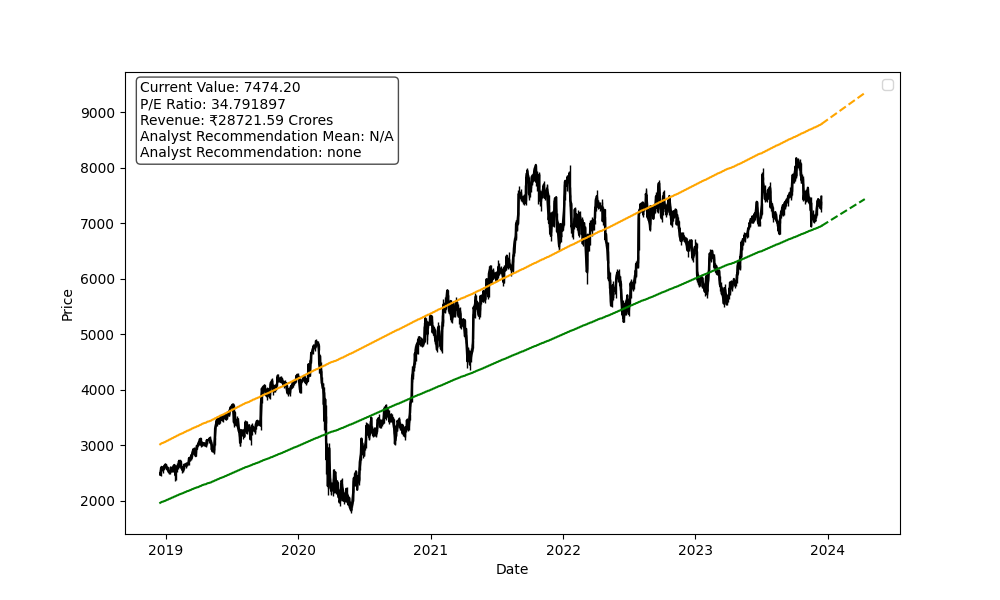 Current Value: 7474.20
P/E Ratio: 34.791897
Revenue: ₹28721.59 Crores
Analyst Recommendation Mean: N/A
Analyst Recommendation: none
9000
8000
7000
6000
5000
4000
3000
2000
Price
2019 2020 2021 2022 2023 2024
Date